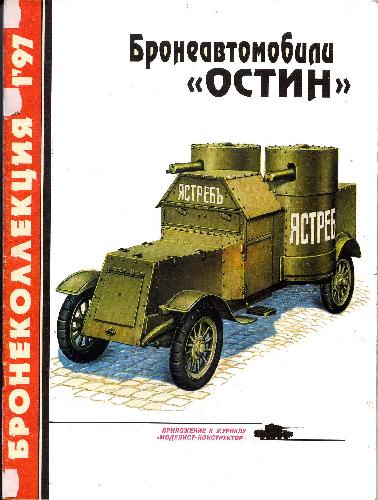 БРОНЕКОЛЛЕКЦИЯ 1'97
Бронеавтомобили
«ОСТИН»
ЯСТРЕБЪ
ЯСТРЕБ
ПРИЛОЖЕНИЕ К ЖУРНАЛУ
«МОДЕЛИСТ-КОНСТРУКТОР»